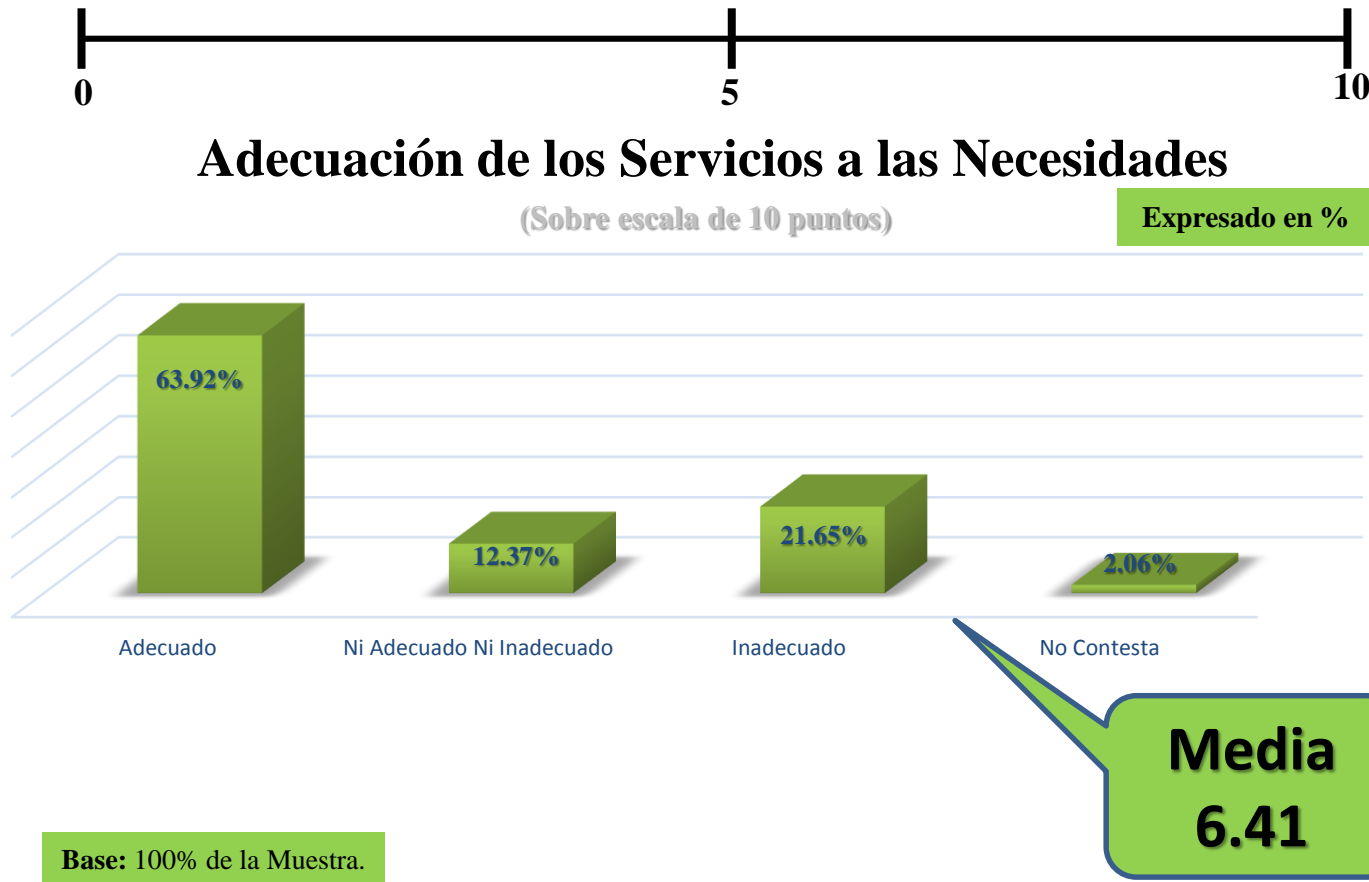 0 5 10
Adecuación de los Servicios a las Necesidades
(Sobre escala de 10 puntos)
Expresado en %
63.92%
12.37%
21.65%
2.06%
Adecuado
Ni Adecuado Ni Inadecuado
Inadecuado
No Contesta
Media
6.41
Base: 100% de la Muestra.